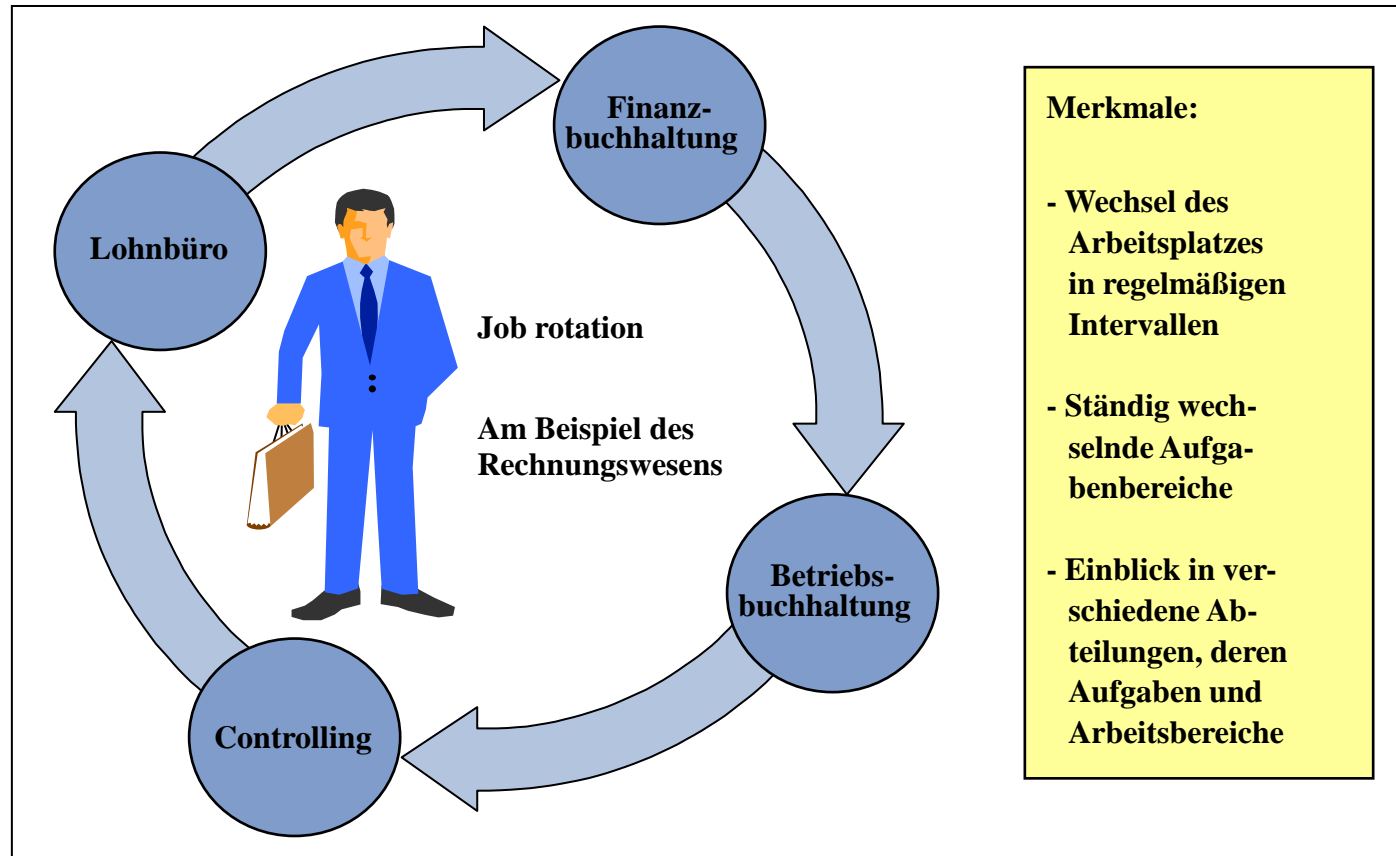 Finanz-
buchhaltung
Lohnbüro
Job rotation
Am Beispiel des
Rechnungswesens
Betriebs-
buchhaltung
Controlling
Merkmale:
- Wechsel des
Arbeitsplatzes
in regelmäßigen
Intervallen
- Ständig wech-
selnde Aufga-
benbereiche
- Einblick in ver-
schiedene Ab-
teilungen, deren
Aufgaben und
Arbeitsbereiche